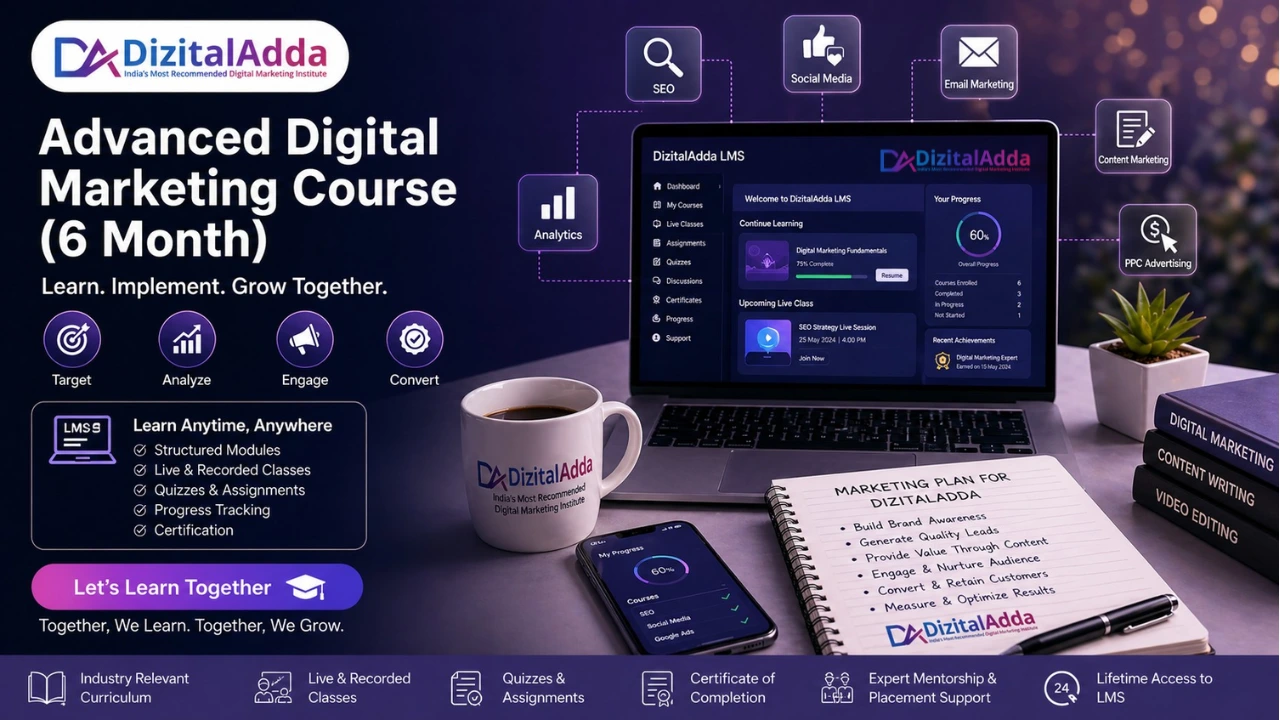 DizitalAdda
India's Most Recommended Digital Marketing Institute
Advanced Digital
Marketing Course
(6 Month)
Learn. Implement. Grow Together.
Target
Analyze
Engage
Convert
LMS 9
Learn Anytime, Anywhere
Structured Modules
Live & Recorded Classes
Quizzes & Assignments
Progress Tracking
Certification
Let's Learn Together
Together, We Learn. Together, We Grow.
SEO
Social Media
Email Marketing
Content Marketing
Analytics
PPC Advertising
DizitalAdda LMS
DizitalAdda
India's Most Recommended Digital Marketing Institute
Dashboard
My Courses
Live Classes
Assignments
Quizzes
Discussions
Certificates
Progress
Support
Welcome to DizitalAdda LMS
Continue Learning
Digital Marketing Fundamentals
75% Complete
Resume
Upcoming Live Class
SEO Strategy Live Session
25 May 2024 | 4:00 PM
Join Now
Your Progress
60%
Overall Progress
Courses Enrolled 6
Completed 3
In Progress 2
Not Started 1
Recent Achievements
Digital Marketing Expert
Earned on 15 May 2024
DizitalAdda
India's Most Recommended
Digital Marketing Institute
My Progress
60%
Courses
SEO
Social Media
Google Ads
MARKETING PLAN FOR
DIZITALADDA
• Build Brand Awareness
• Generate Quality Leads
• Provide Value Through Content
• Engage & Nurture Audience
• Convert & Retain Customers
• Measure & Optimize Results
DizitalAdda
India's Most Recommended Digital Marketing Institute
DIGITAL MARKETING
CONTENT WRITING
VIDEO EDITING
Industry Relevant
Curriculum
Live & Recorded
Classes
Quizzes &
Assignments
Certificate of
Completion
Expert Mentorship &
Placement Support
24
Lifetime Access to
LMS